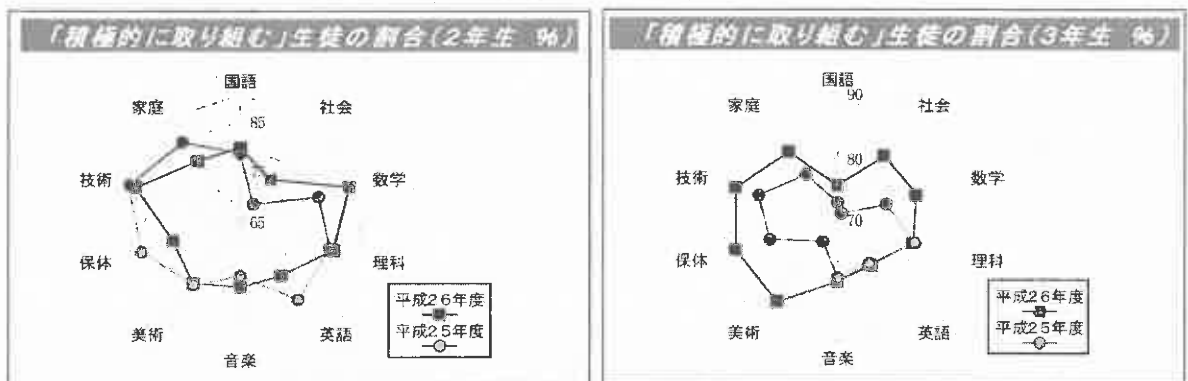 「積極的に取り組む」生徒の割合(2年生 %)
国語
社会
数学
理科
英語
音楽
美術
保体
技術
家庭
85
65
平成26年度
平成25年度
「積極的に取り組む」生徒の割合(3年生 %)
国語
社会
数学
理科
英語
音楽
美術
保体
技術
家庭
90
80
70
平成26年度
平成25年度